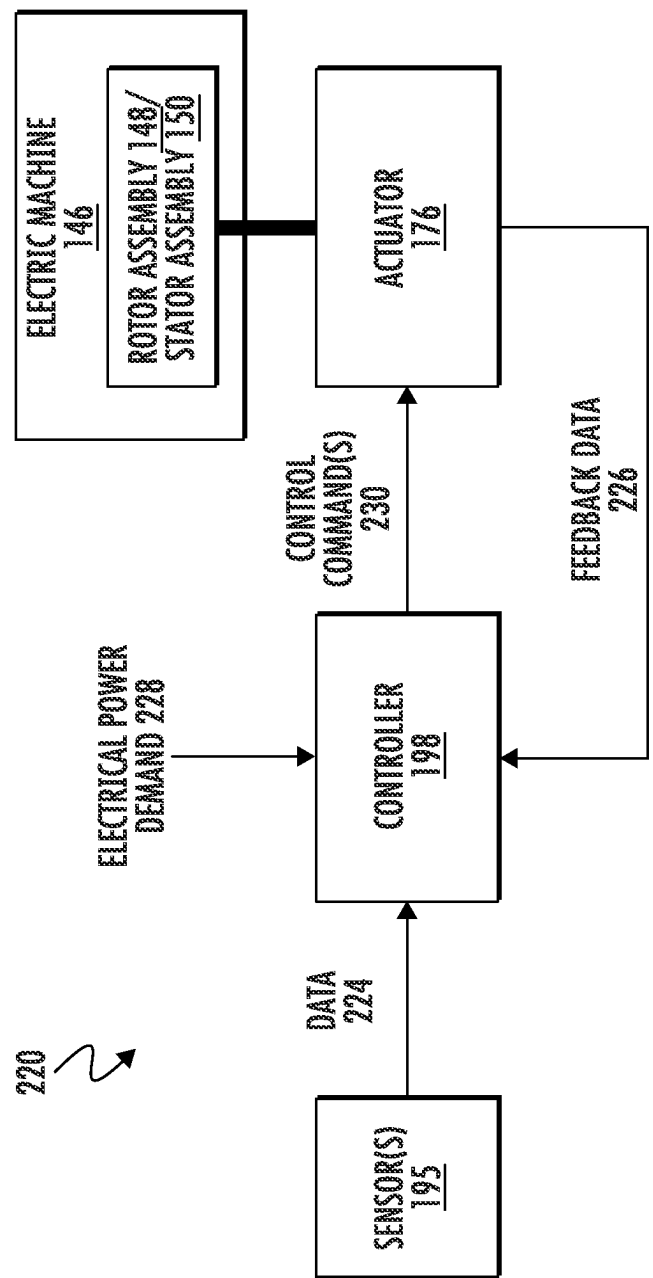 220
SENSOR(S)
195
DATA
224
ELECTRICAL POWER
DEMAND 228
CONTROLLER
198
CONTROL
COMMAND(S)
230
ELECTRIC MACHINE
146
ROTOR ASSEMBLY 148/
STATOR ASSEMBLY 150
ACTUATOR
176
FEEDBACK DATA
226